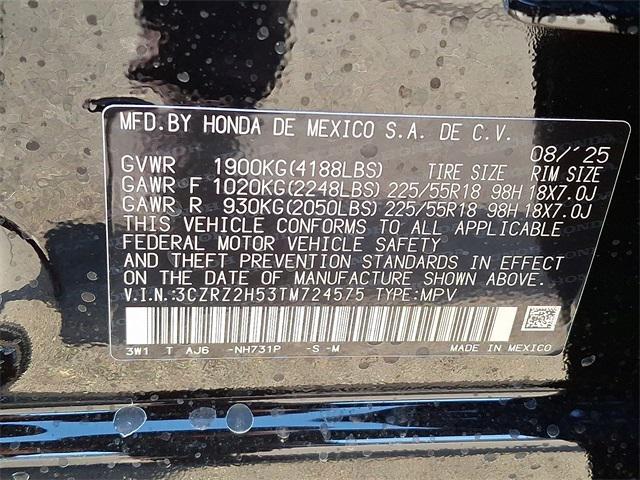 MFD.BY HONDA DE MEXICO S.A. DE C.V.
08/'25
GVWR 1900KG(4188LBS) TIRE SIZE RIM SIZE
GAWR F 1020KG(2248LBS) 225/55R18 98H 18X7.0J
GAWR R 930KG(2050LBS) 225/55R18 98H 18X7.0J
THIS VEHICLE CONFORMS TO ALL APPLICABLE
FEDERAL MOTOR VEHICLE SAFETY
AND THEFT PREVENTION STANDARDS IN EFFECT
ON THE DATE OF MANUFACTURE SHOWN ABOVE.
V.I.N.:3CZRZ2H53TM724575 TYPE:MPV
3W1 T AJ6 -NH731P -S -M MADE IN MEXICO